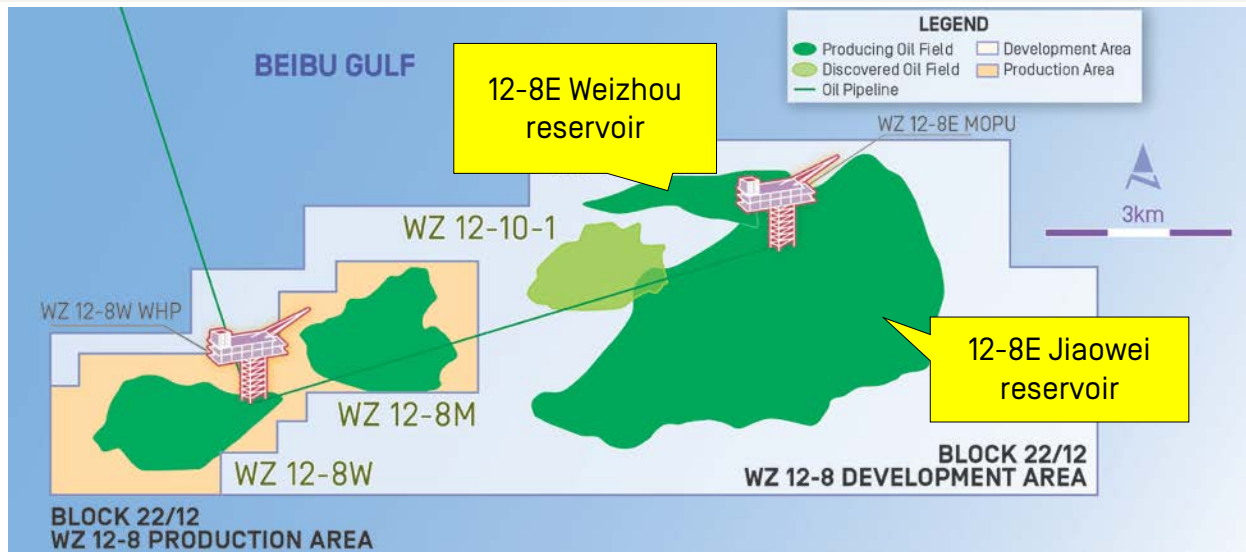 BEIBU GULF
12-8E Weizhou
reservoir
LEGEND
Producing Oil Field
Development Area
Discovered Oil Field
Production Area
Oil Pipeline
WZ 12-8E MOPU
3km
WZ 12-10-1
WZ 12-8W WHP
12-8E Jiaowei
reservoir
WZ 12-8M
WZ 12-8W
BLOCK 22/12
WZ 12-8 DEVELOPMENT AREA
BLOCK 22/12
WZ 12-8 PRODUCTION AREA